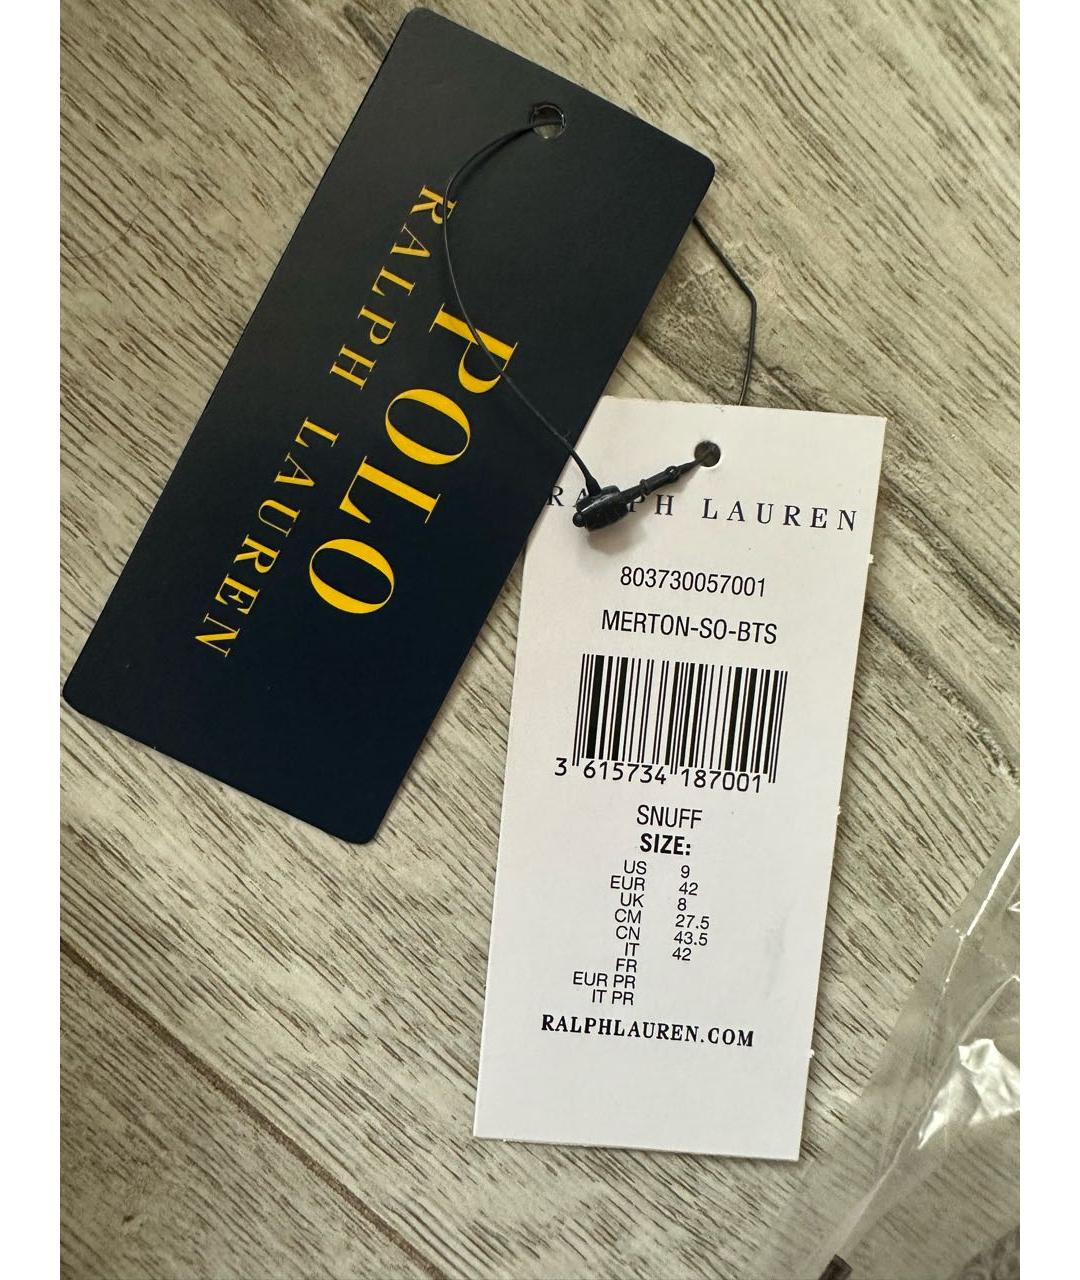 POLO
RALPH LAUREN
RALPH LAUREN
803730057001
MERTON-SO-BTS
3 615734 187001
SNUFF
SIZE:
US 9
EUR 42
UK 8
CM 27.5
CN 43.5
IT 42
FR
EUR PR
IT PR
RALPHLAUREN.COM